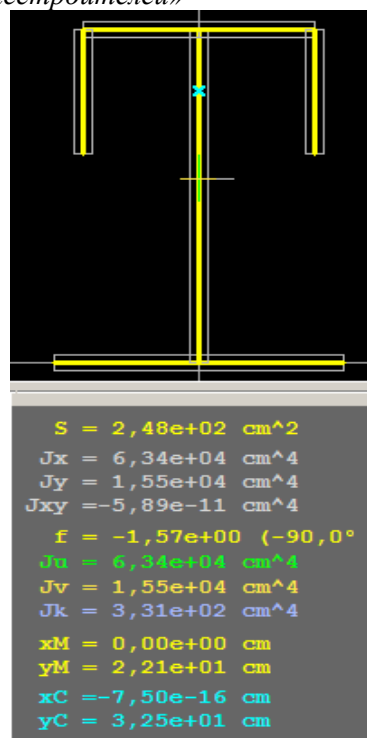 S = 2,48e+02 cm^2
Jx = 6,34e+04 cm^4
Jy = 1,55e+04 cm^4
Jxy =-5,89e-11 cm^4
f = -1,57e+00 (-90,0°
Ju = 6,34e+04 cm^4
Jv = 1,55e+04 cm^4
Jk = 3,31e+02 cm^4
xM = 0,00e+00 cm
yM = 2,21e+01 cm
xC =-7,50e-16 cm
yC = 3,25e+01 cm